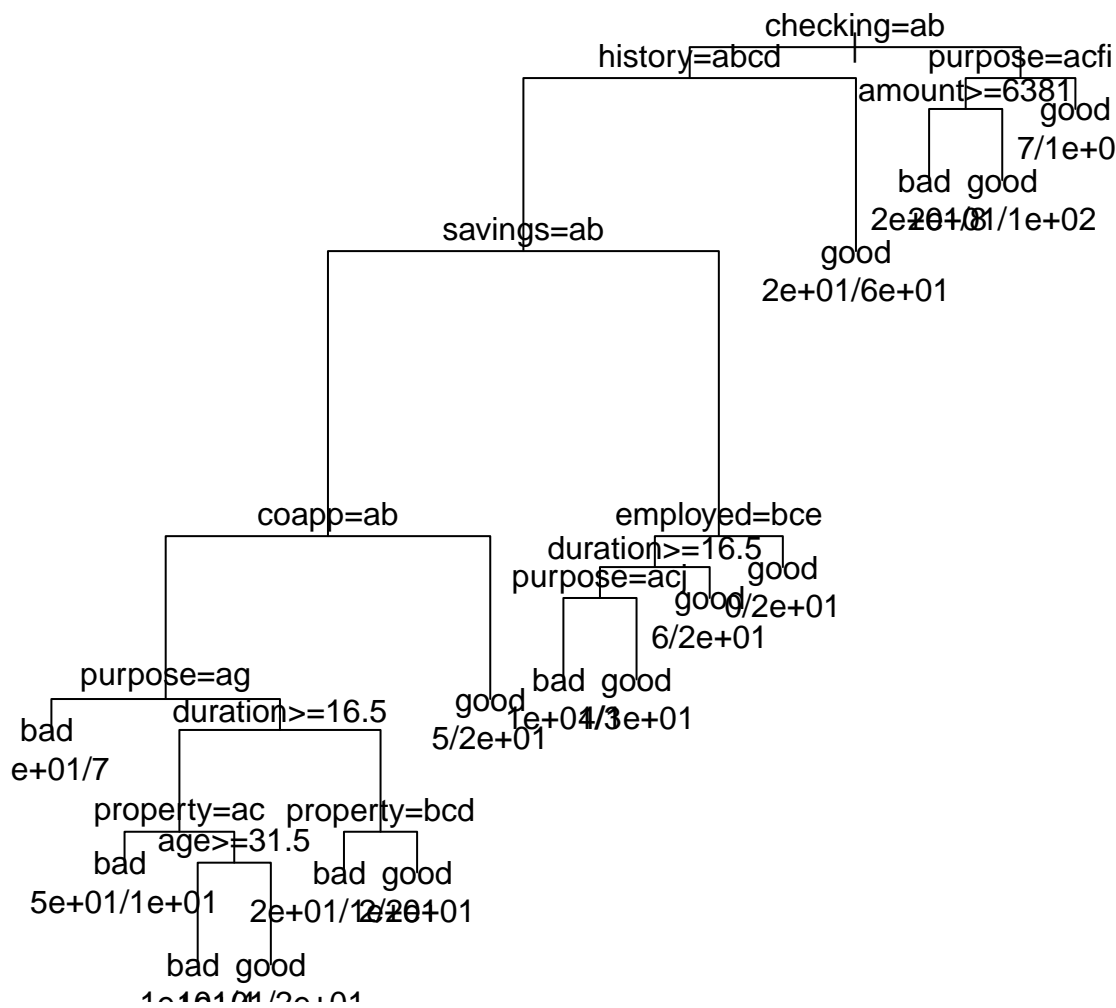 checking=ab
history=abcd
purpose=acfi
amount>=6381
good
7/1e+0
bad good
savings=ab
good
2e+01/6e+01
coapp=ab
employed=bce
duration>=16.5
good
purpose=acj
good
0/2e+01
6/2e+01
purpose=ag
bad good
good
duration>=16.5
bad
5/2e+01
e+01/7
property=ac
property=bcd
age>=31.5
bad
bad good
5e+01/1e+01
bad good